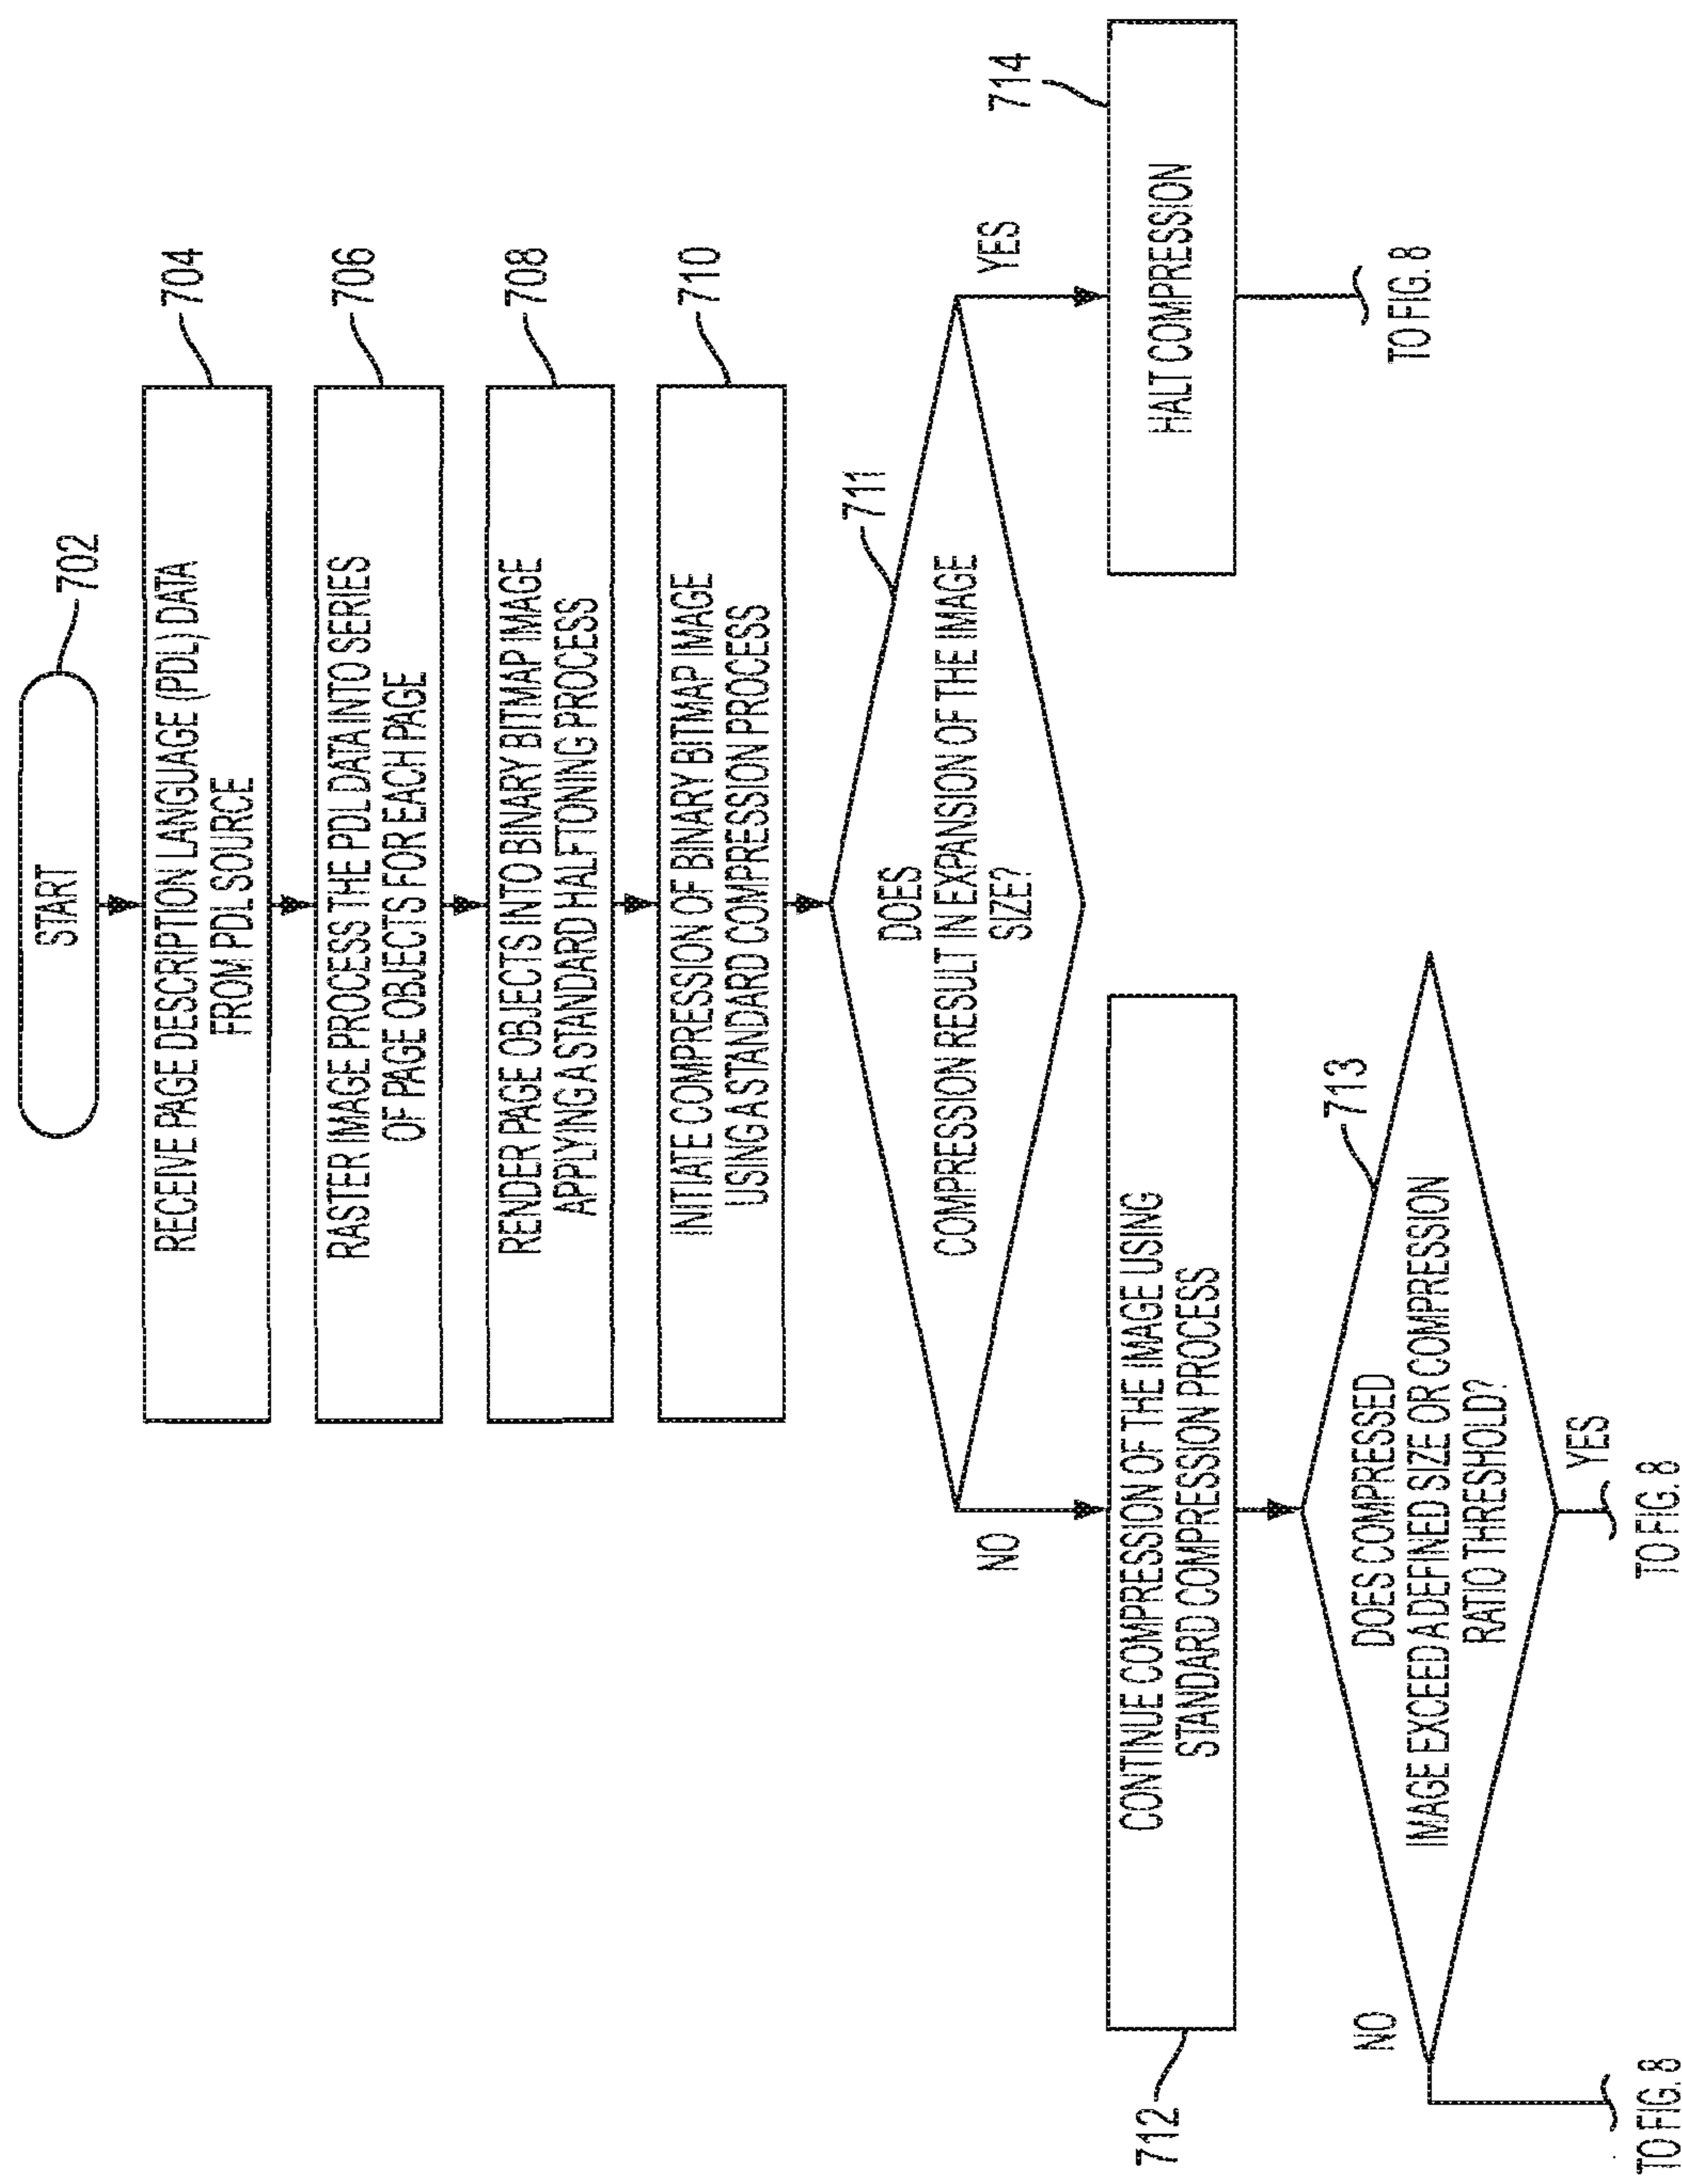 START
702
RECEIVE PAGE DESCRIPTION LANGUAGE (PDL) DATA
FROM PDL SOURCE
704
RASTER IMAGE PROCESS THE PDL DATA INTO SERIES
OF PAGE OBJECTS FOR EACH PAGE
706
RENDER PAGE OBJECTS INTO BINARY BITMAP IMAGE
APPLYING A STANDARD HALFTONING PROCESS
708
INITIATE COMPRESSION OF BINARY BITMAP IMAGE
USING A STANDARD COMPRESSION PROCESS
710
711
DOES
COMPRESSION RESULT IN EXPANSION OF THE IMAGE
SIZE?
NO
YES
712
CONTINUE COMPRESSION OF THE IMAGE USING
STANDARD COMPRESSION PROCESS
714
HALT COMPRESSION
TO FIG. 8
713
DOES COMPRESSED
IMAGE EXCEED A DEFINED SIZE OR COMPRESSION
RATIO THRESHOLD?
NO
YES
TO FIG. 8
TO FIG. 8